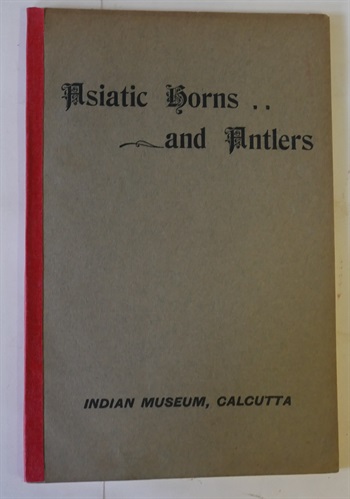 Asiatic Horns ..
and Antlers
INDIAN MUSEUM, CALCUTTA